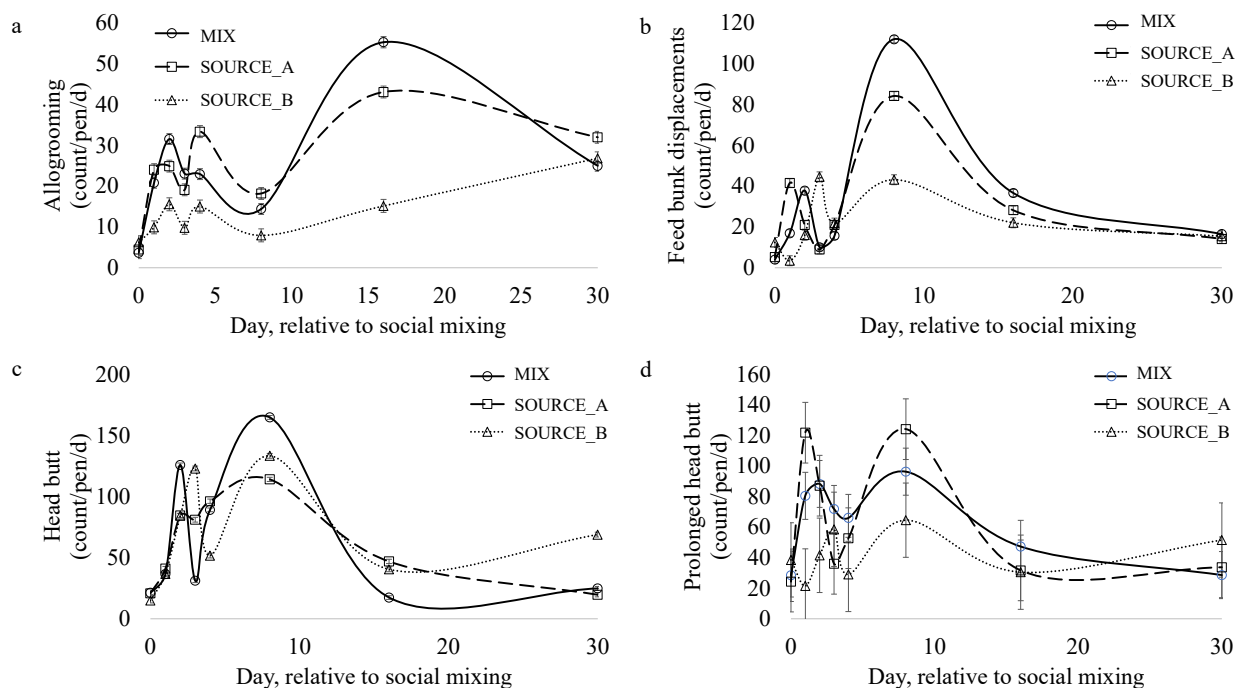 a
Allogrooming
(count/pen/d)
60
50
40
30
20
10
0
MIX
SOURCE_A
SOURCE_B
0 5 10 15 20 25 30
Day, relative to social mixing
b
Feed bunk displacements
(count/pen/d)
120
100
80
60
40
20
0
MIX
SOURCE_A
SOURCE_B
0 10 20 30
Day, relative to social mixing
c
Head butt
(count/pen/d)
200
150
100
50
0
MIX
SOURCE_A
SOURCE_B
0 10 20 30
Day, relative to social mixing
d
Prolonged head butt
(count/pen/d)
160
140
120
100
80
60
40
20
0
MIX
SOURCE_A
SOURCE_B
0 10 20 30
Day, relative to social mixing